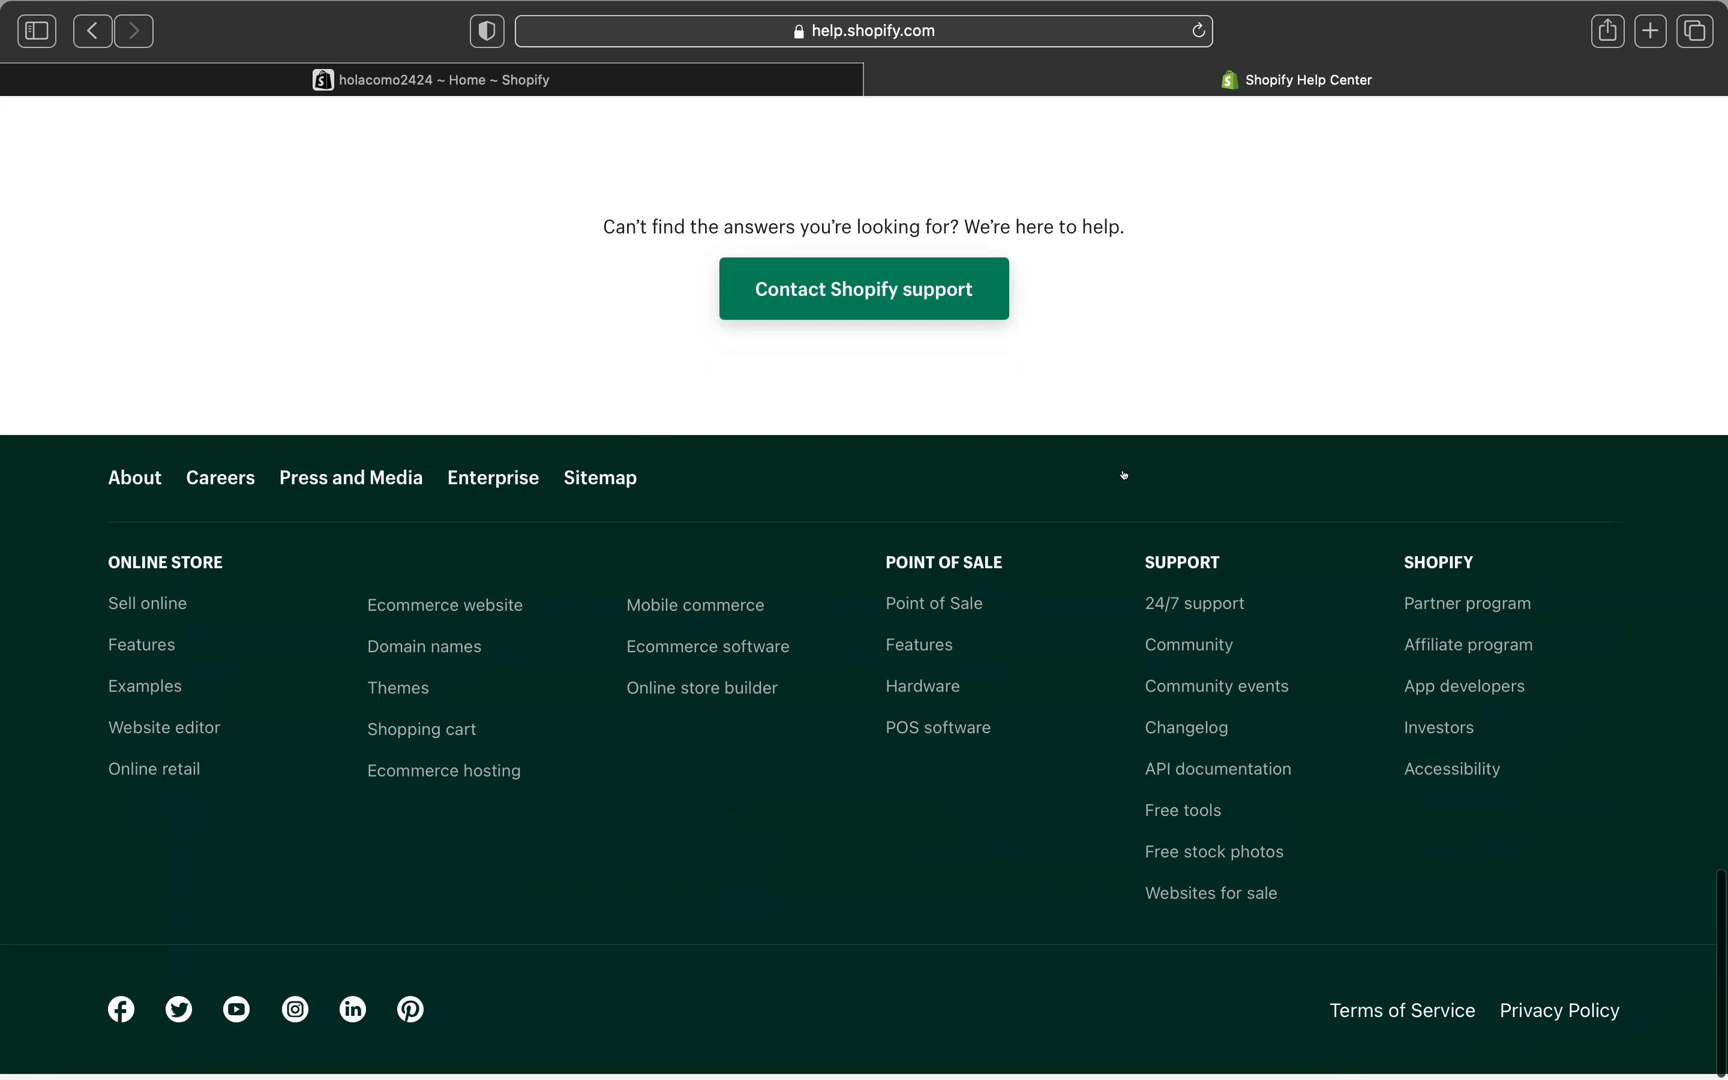 help.shopify.com
holacomo2424 ~ Home ~ Shopify
Shopify Help Center
Can’t find the answers you’re looking for? We’re here to help.
Contact Shopify support
About Careers Press and Media Enterprise Sitemap
ONLINE STORE
Sell online
Features
Examples
Website editor
Online retail
Ecommerce website
Domain names
Themes
Shopping cart
Ecommerce hosting
Mobile commerce
Ecommerce software
Online store builder
POINT OF SALE
Point of Sale
Features
Hardware
POS software
SUPPORT
24/7 support
Community
Community events
Changelog
API documentation
Free tools
Free stock photos
Websites for sale
SHOPIFY
Partner program
Affiliate program
App developers
Investors
Accessibility
Terms of Service Privacy Policy